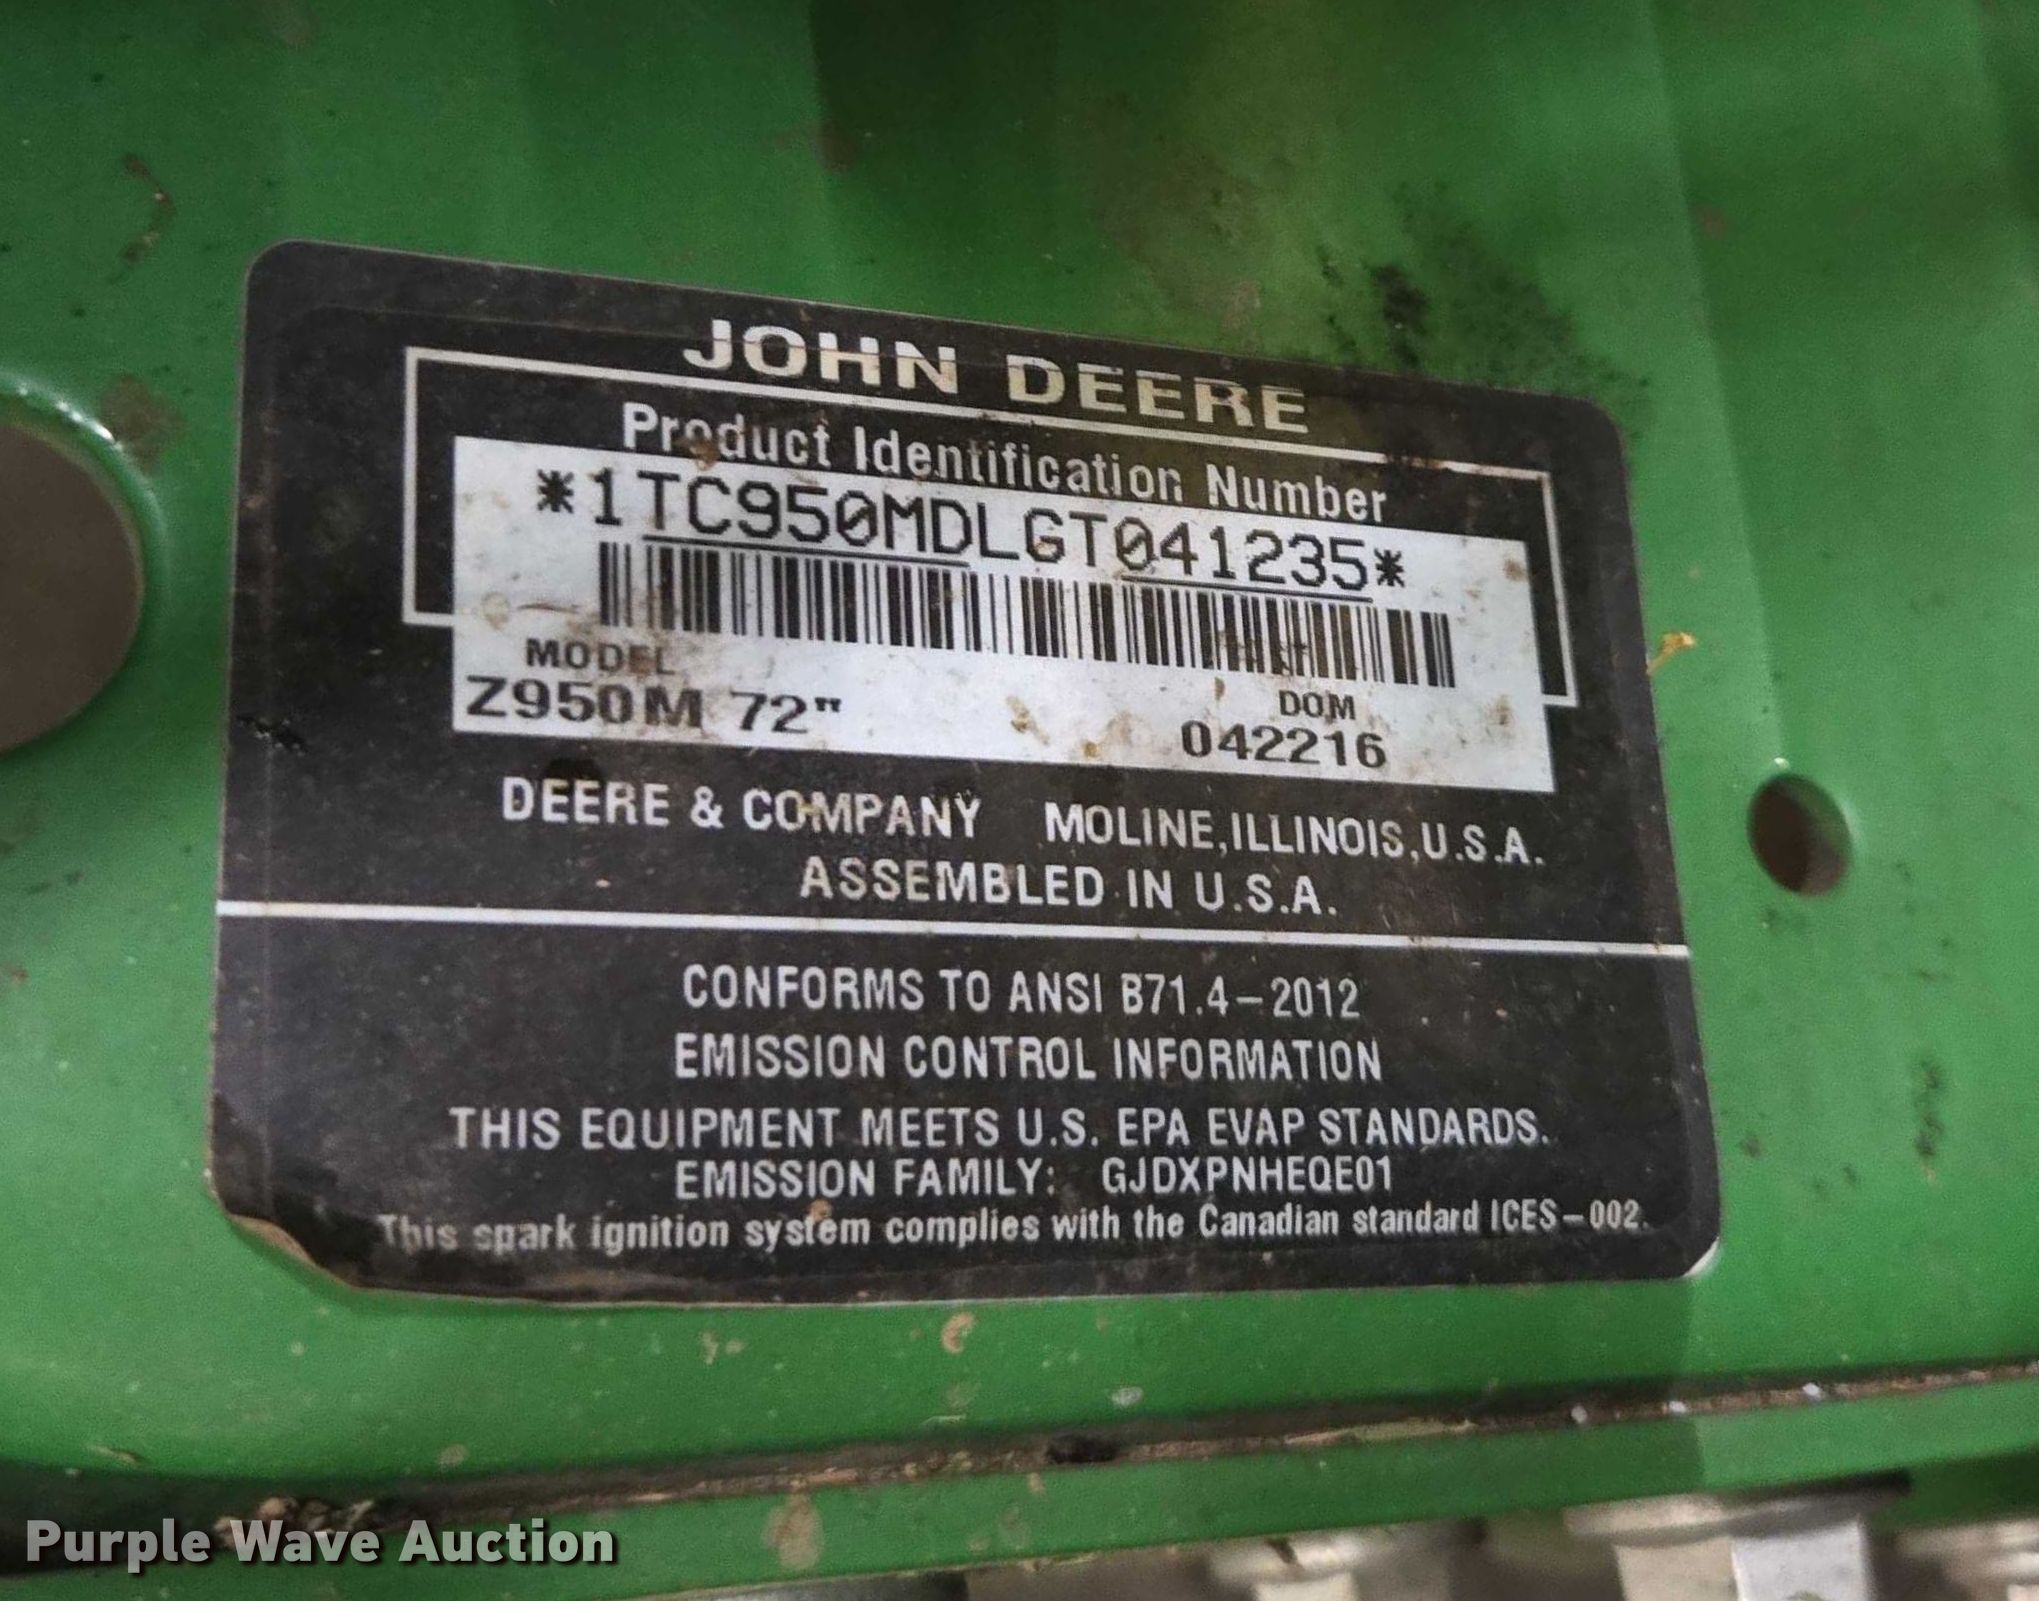 JOHN DEERE
Product Identification Number
*1TC950MDLGT041235*
MODEL
Z950M 72"
DOM
042216
DEERE & COMPANY MOLINE, ILLINOIS, U.S.A.
ASSEMBLED IN U.S.A.
CONFORMS TO ANSI B71.4-2012
EMISSION CONTROL INFORMATION
THIS EQUIPMENT MEETS U.S. EPA EVAP STANDARDS.
EMISSION FAMILY: GJDXPNHEQE01
This spark ignition system complies with the Canadian standard ICES-002.
Purple Wave Auction